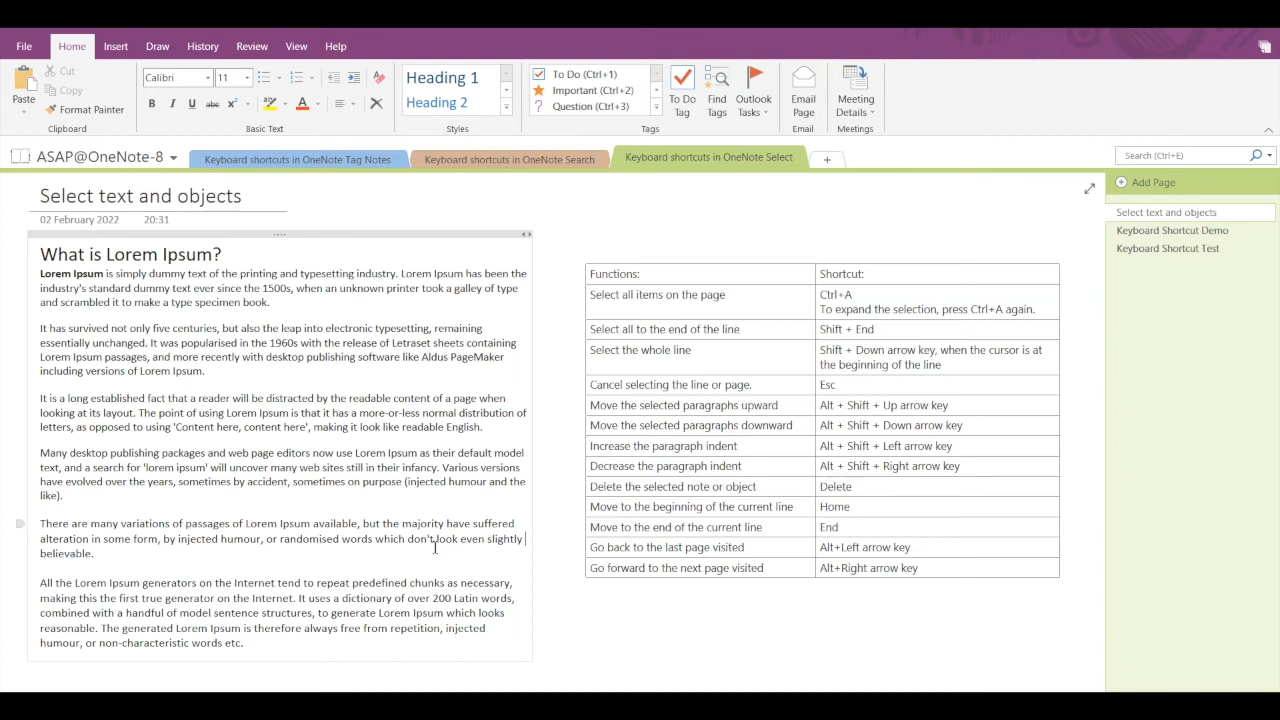 File Home Insert Draw History Review View Help
Cut
Copy
Format Painter
Paste
Clipboard
Calibri 11
B I U abc x² A
Basic Text
Heading 1
Heading 2
Styles
To Do (Ctrl+1)
Important (Ctrl+2)
Question (Ctrl+3)
To Do
Tag
Find
Tags
Outlook
Tasks
Tags
Email
Page
Email
Meeting
Details
Meetings
ASAP@OneNote-8
Keyboard shortcuts in OneNote Tag Notes
Keyboard shortcuts in OneNote Search
Keyboard shortcuts in OneNote Select
+
Search (Ctrl+E)
Select text and objects
02 February 2022 20:31
What is Lorem Ipsum?
Lorem Ipsum is simply dummy text of the printing and typesetting industry. Lorem Ipsum has been the
industry's standard dummy text ever since the 1500s, when an unknown printer took a galley of type
and scrambled it to make a type specimen book.
It has survived not only five centuries, but also the leap into electronic typesetting, remaining
essentially unchanged. It was popularised in the 1960s with the release of Letraset sheets containing
Lorem Ipsum passages, and more recently with desktop publishing software like Aldus PageMaker
including versions of Lorem Ipsum.
It is a long established fact that a reader will be distracted by the readable content of a page when
looking at its layout. The point of using Lorem Ipsum is that it has a more-or-less normal distribution of
letters, as opposed to using 'Content here, content here', making it look like readable English.
Many desktop publishing packages and web page editors now use Lorem Ipsum as their default model
text, and a search for 'lorem ipsum' will uncover many web sites still in their infancy. Various versions
have evolved over the years, sometimes by accident, sometimes on purpose (injected humour and the
like).
There are many variations of passages of Lorem Ipsum available, but the majority have suffered
alteration in some form, by injected humour, or randomised words which don't look even slightly
believable.
All the Lorem Ipsum generators on the Internet tend to repeat predefined chunks as necessary,
making this the first true generator on the Internet. It uses a dictionary of over 200 Latin words,
combined with a handful of model sentence structures, to generate Lorem Ipsum which looks
reasonable. The generated Lorem Ipsum is therefore always free from repetition, injected
humour, or non-characteristic words etc.
Functions: Shortcut:
Select all items on the page Ctrl+A
To expand the selection, press Ctrl+A again.
Select all to the end of the line Shift + End
Select the whole line Shift + Down arrow key, when the cursor is at
the beginning of the line
Cancel selecting the line or page. Esc
Move the selected paragraphs upward Alt + Shift + Up arrow key
Move the selected paragraphs downward Alt + Shift + Down arrow key
Increase the paragraph indent Alt + Shift + Left arrow key
Decrease the paragraph indent Alt + Shift + Right arrow key
Delete the selected note or object Delete
Move to the beginning of the current line Home
Move to the end of the current line End
Go back to the last page visited Alt+Left arrow key
Go forward to the next page visited Alt+Right arrow key
Add Page
Select text and objects
Keyboard Shortcut Demo
Keyboard Shortcut Test